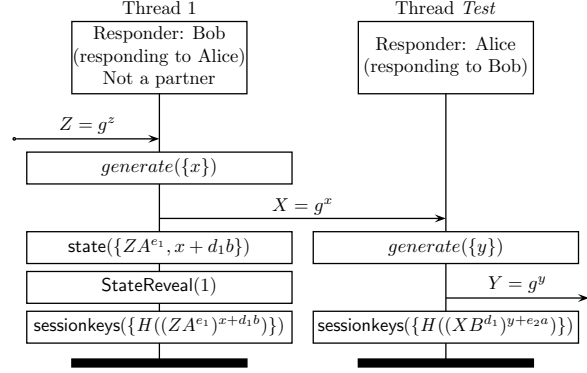 Thread 1
Thread Test
Responder: Bob
(responding to Alice)
Not a partner
Responder: Alice
(responding to Bob)
Z = g^z
generate({x})
X = g^x
state({ZA^{e_1}, x + d_1b})
generate({y})
StateReveal(1)
Y = g^y
sessionkeys({H((ZA^{e_1})^{x+d_1b})})
sessionkeys({H((XB^{d_1})^{y+e_2a})})